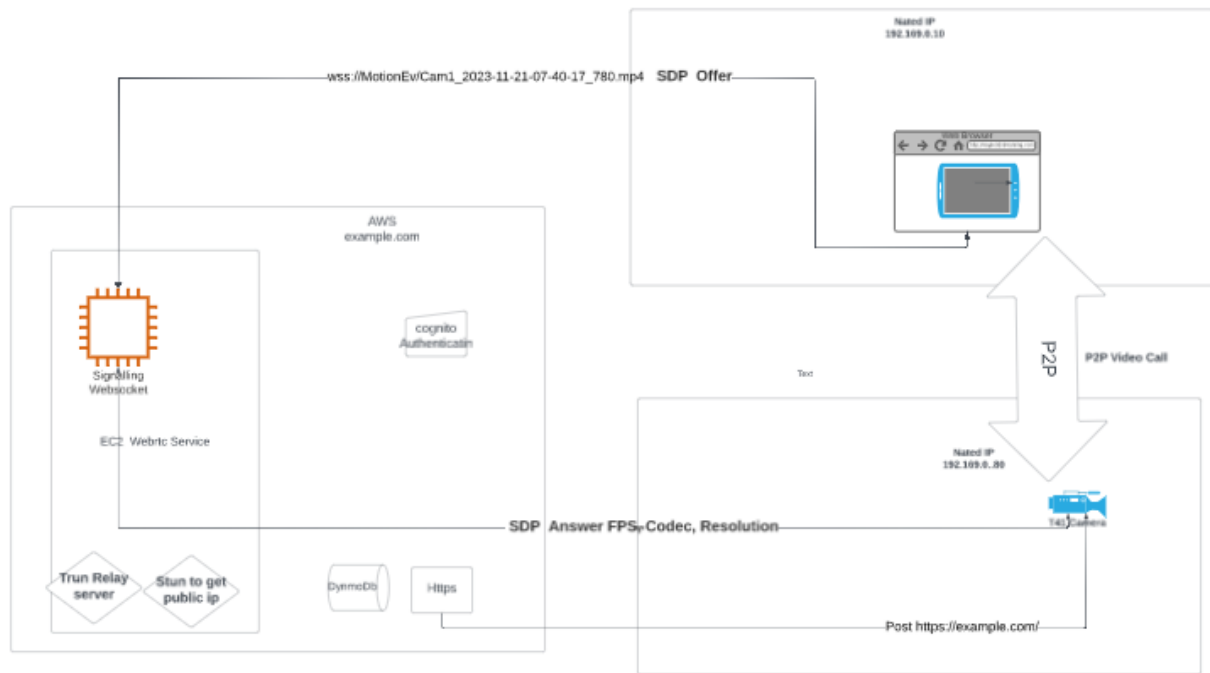 Nated IP
192.169.0.10
wss://MotionEv/Cam1_2023-11-21-07-40-17_780.mp4 SDP Offer
Web Browser
AWS
example.com
cognito
Authenticatin
Signalling
Websocket
P2P
P2P Video Call
Text
EC2 Webrtc Service
Nated IP
192.169.0..80
T41 Camera
SDP Answer FPS, Codec, Resolution
Trun Relay
server
Stun to get
public ip
DynmoDb
Https
Post https://example.com/